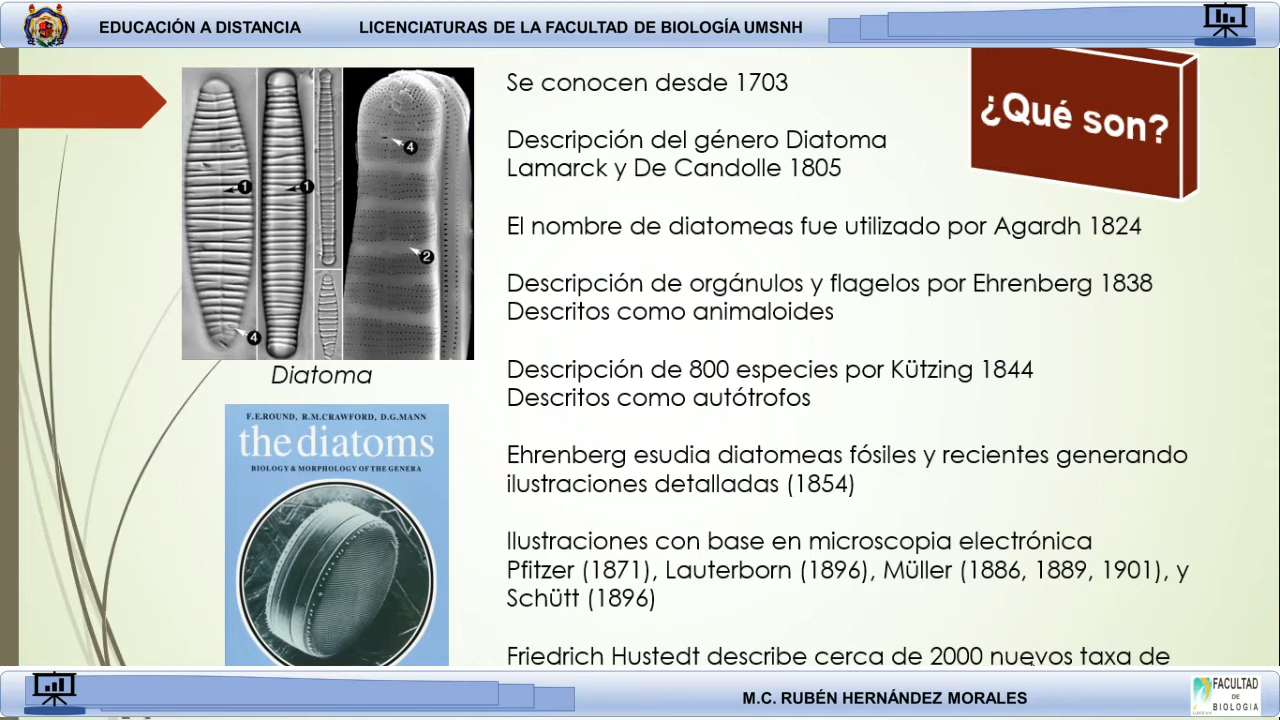 EDUCACIÓN A DISTANCIA
LICENCIATURAS DE LA FACULTAD DE BIOLOGÍA UMSNH
¿Qué son?
Se conocen desde 1703
Descripción del género Diatoma
Lamarck y De Candolle 1805
El nombre de diatomeas fue utilizado por Agardh 1824
Descripción de orgánulos y flagelos por Ehrenberg 1838
Descritos como animaloides
Descripción de 800 especies por Kützing 1844
Descritos como autótrofos
Ehrenberg esudia diatomeas fósiles y recientes generando
ilustraciones detalladas (1854)
Ilustraciones con base en microscopia electrónica
Pfitzer (1871), Lauterborn (1896), Müller (1886, 1889, 1901), y
Schütt (1896)
Friedrich Hustedt describe cerca de 2000 nuevos taxa de
1
1
4
4
2
Diatoma
F.E.ROUND, R.M.CRAWFORD, D.G.MANN
the diatoms
BIOLOGY & MORPHOLOGY OF THE GENERA
M.C. RUBÉN HERNÁNDEZ MORALES
FACULTAD
DE
BIOLOGIA